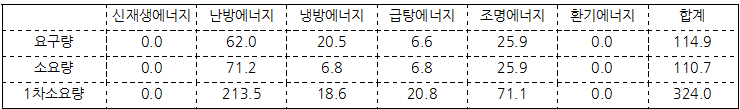 신재생에너지 난방에너지 냉방에너지 급탕에너지 조명에너지 환기에너지 합계
요구량 0.0 62.0 20.5 6.6 25.9 0.0 114.9
소요량 0.0 71.2 6.8 6.8 25.9 0.0 110.7
1차소요량 0.0 213.5 18.6 20.8 71.1 0.0 324.0